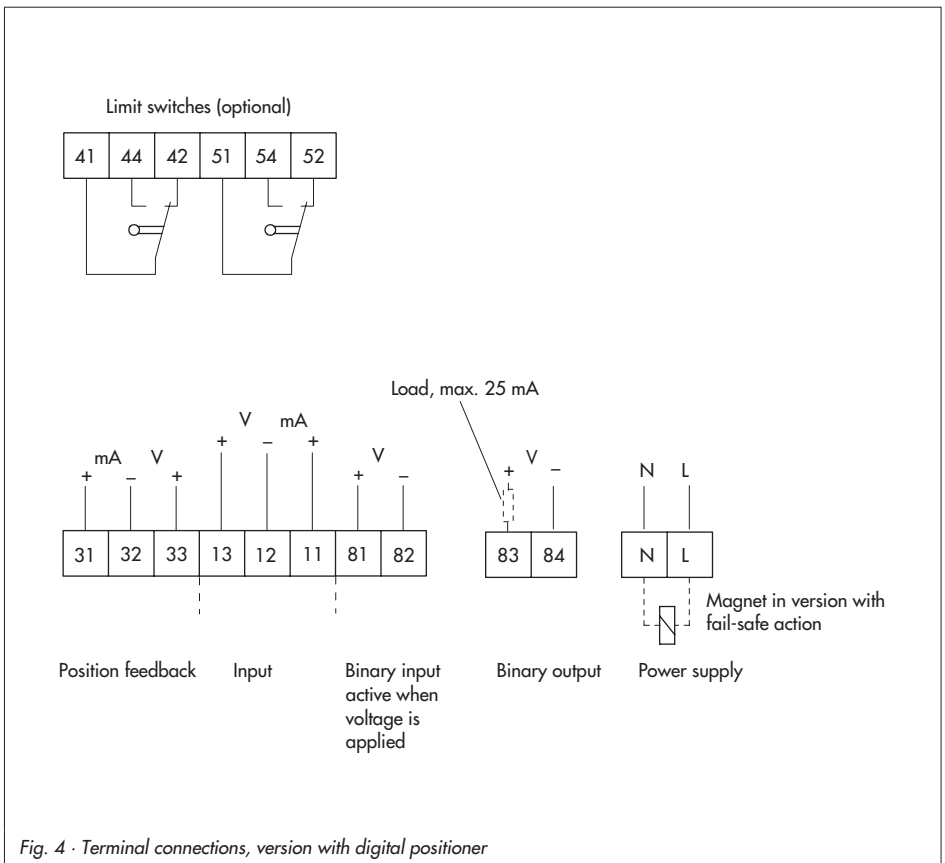 Limit switches (optional)
41 44 42 51 54 52
Load, max. 25 mA
V mA
+ − +
mA V
+ − +
V
+ −
V
+ −
N L
31 32 33 13 12 11 81 82
83 84
N L
Magnet in version with
fail-safe action
Position feedback
Input
Binary input
active when
voltage is
applied
Binary output
Power supply
Fig. 4 · Terminal connections, version with digital positioner